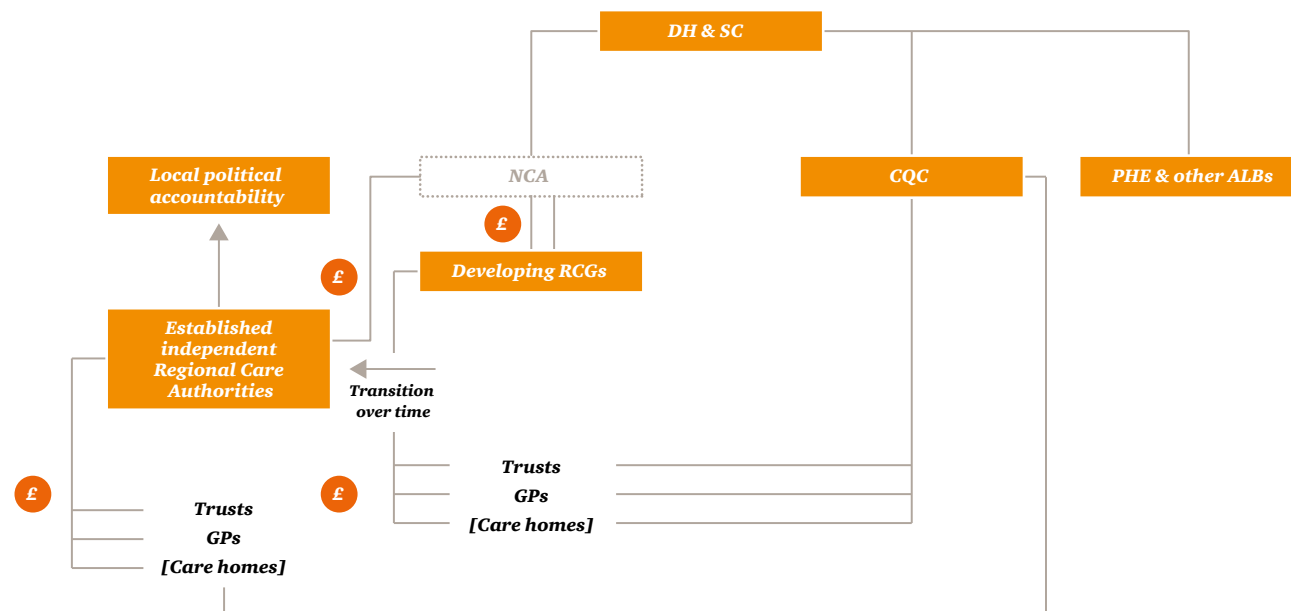 DH & SC
Local political
accountability
NCA
CQC
PHE & other ALBs
£
Developing RCGs
£
Established
independent
Regional Care
Authorities
Transition
over time
£
£
Trusts
GPs
[Care homes]
Trusts
GPs
[Care homes]